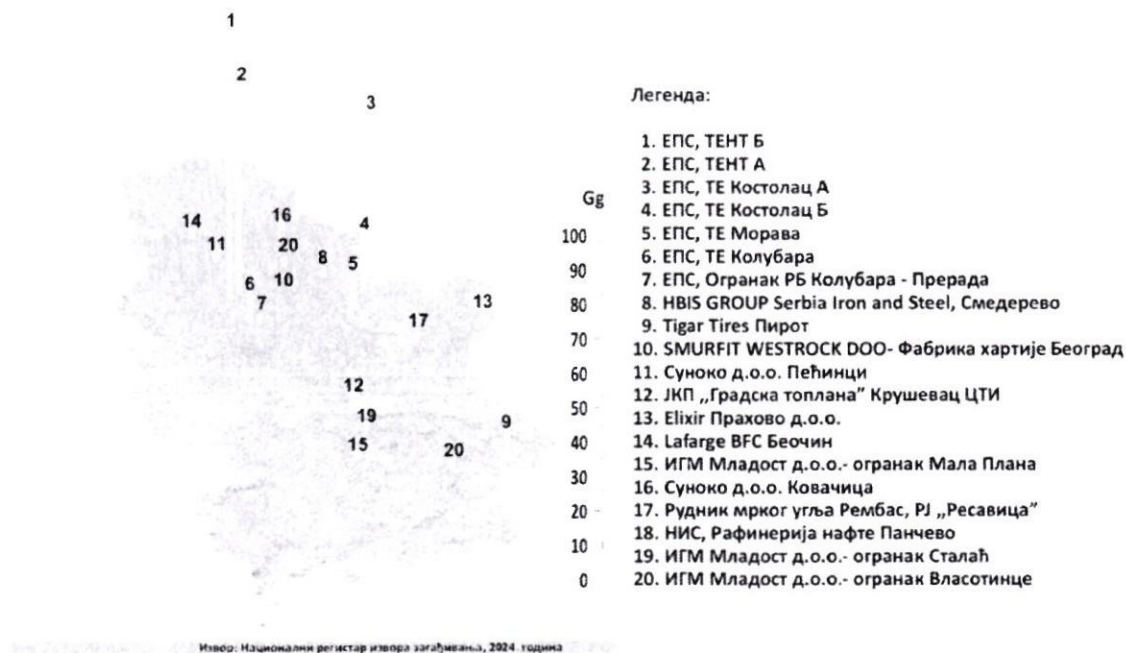 1
2
3
14
16
4
11
20
8
5
6
10
7
13
17
12
19
9
15
20
Gg
100
90
80
70
60
50
40
30
20
10
0
Легенда:
1. ЕПС, ТЕНТ Б
2. ЕПС, ТЕНТ А
3. ЕПС, ТЕ Костолац А
4. ЕПС, ТЕ Костолац Б
5. ЕПС, ТЕ Морава
6. ЕПС, ТЕ Колубара
7. ЕПС, Огранак РБ Колубара - Прерада
8. HBIS GROUP Serbia Iron and Steel, Смедерево
9. Tigar Tires Пирот
10. SMURFIT WESTROCK DOO- Фабрика хартије Београд
11. Суноко д.о.о. Пећинци
12. ЈКП „Градска топлана” Крушевац ЦТИ
13. Elixir Прахово д.о.о.
14. Lafarge BFC Беочин
15. ИГМ Младост д.о.о.- огранак Мала Плана
16. Суноко д.о.о. Ковачица
17. Рудник мрког угља Рембас, РЈ „Ресавица”
18. НИС, Рафинерија нафте Панчево
19. ИГМ Младост д.о.о.- огранак Сталаћ
20. ИГМ Младост д.о.о.- огранак Власотинце
Извор: Национални регистар извора загађивања, 2024. година